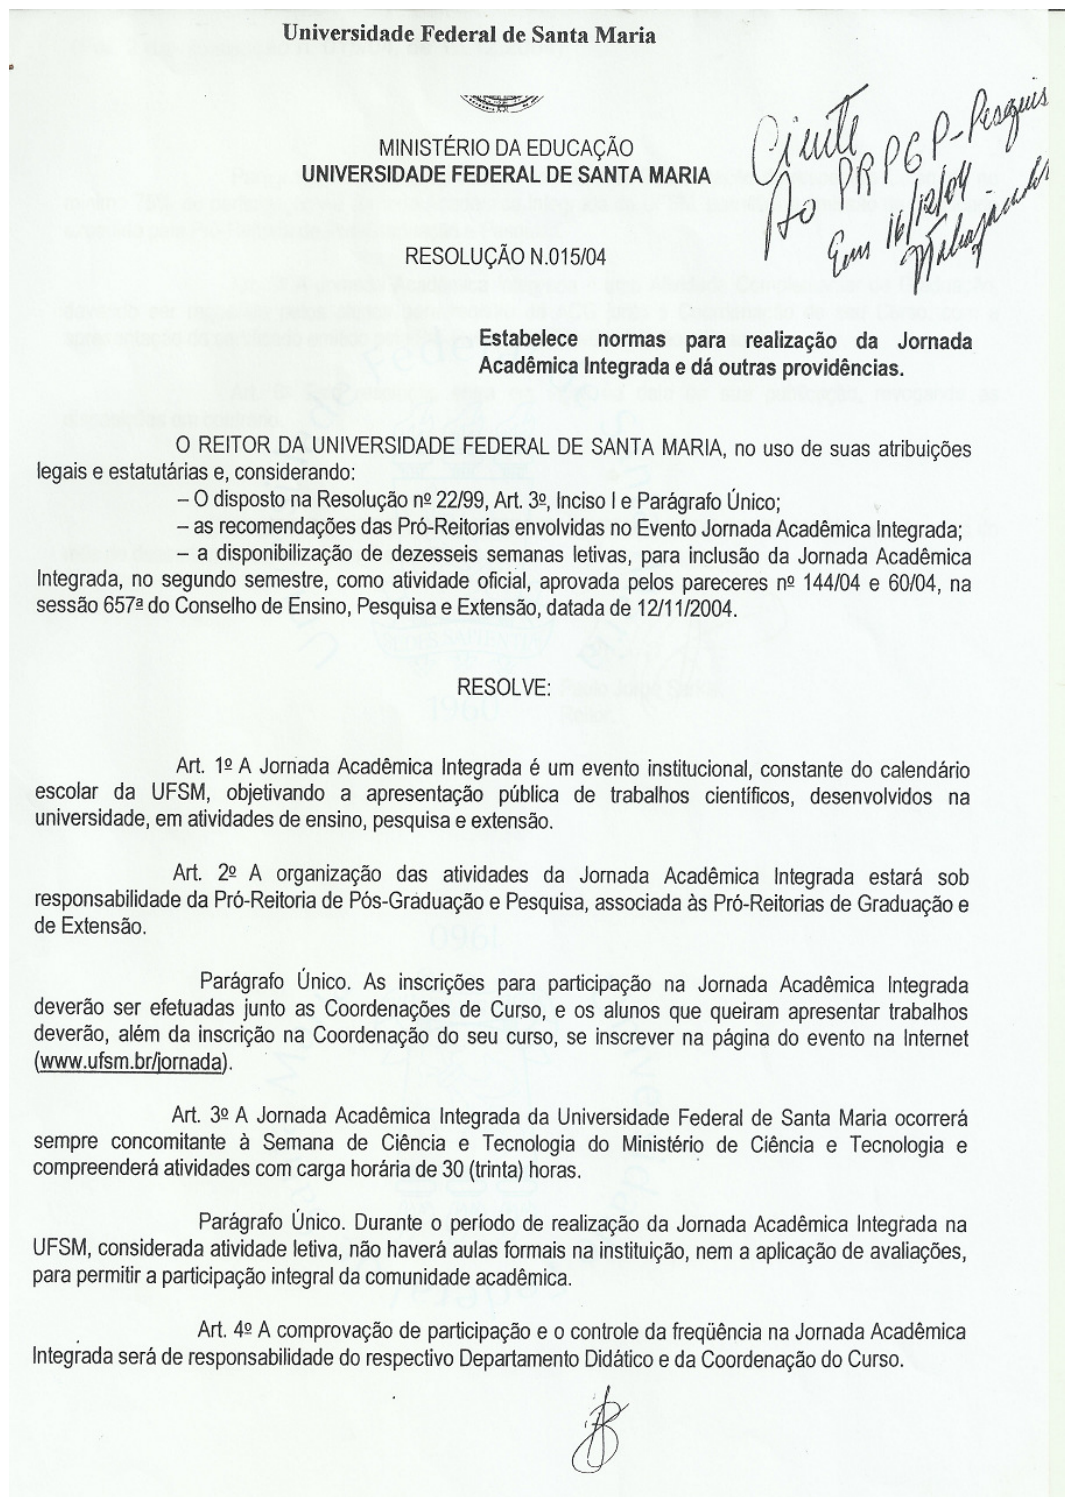 Universidade Federal de Santa Maria
MINISTÉRIO DA EDUCAÇÃO
UNIVERSIDADE FEDERAL DE SANTA MARIA
Ciente
Ao PRPGP-Pesquisa
Em 16/12/04
RESOLUÇÃO N.015/04
Estabelece normas para realização da Jornada
Acadêmica Integrada e dá outras providências.
O REITOR DA UNIVERSIDADE FEDERAL DE SANTA MARIA, no uso de suas atribuições
legais e estatutárias e, considerando:
– O disposto na Resolução nº 22/99, Art. 3º, Inciso I e Parágrafo Único;
– as recomendações das Pró-Reitorias envolvidas no Evento Jornada Acadêmica Integrada;
– a disponibilização de dezesseis semanas letivas, para inclusão da Jornada Acadêmica
Integrada, no segundo semestre, como atividade oficial, aprovada pelos pareceres nº 144/04 e 60/04, na
sessão 657ª do Conselho de Ensino, Pesquisa e Extensão, datada de 12/11/2004.
RESOLVE:
Art. 1º A Jornada Acadêmica Integrada é um evento institucional, constante do calendário
escolar da UFSM, objetivando a apresentação pública de trabalhos científicos, desenvolvidos na
universidade, em atividades de ensino, pesquisa e extensão.
Art. 2º A organização das atividades da Jornada Acadêmica Integrada estará sob
responsabilidade da Pró-Reitoria de Pós-Graduação e Pesquisa, associada às Pró-Reitorias de Graduação e
de Extensão.
Parágrafo Único. As inscrições para participação na Jornada Acadêmica Integrada
deverão ser efetuadas junto as Coordenações de Curso, e os alunos que queiram apresentar trabalhos
deverão, além da inscrição na Coordenação do seu curso, se inscrever na página do evento na Internet
(www.ufsm.br/jornada).
Art. 3º A Jornada Acadêmica Integrada da Universidade Federal de Santa Maria ocorrerá
sempre concomitante à Semana de Ciência e Tecnologia do Ministério de Ciência e Tecnologia e
compreenderá atividades com carga horária de 30 (trinta) horas.
Parágrafo Único. Durante o período de realização da Jornada Acadêmica Integrada na
UFSM, considerada atividade letiva, não haverá aulas formais na instituição, nem a aplicação de avaliações,
para permitir a participação integral da comunidade acadêmica.
Art. 4º A comprovação de participação e o controle da freqüência na Jornada Acadêmica
Integrada será de responsabilidade do respectivo Departamento Didático e da Coordenação do Curso.